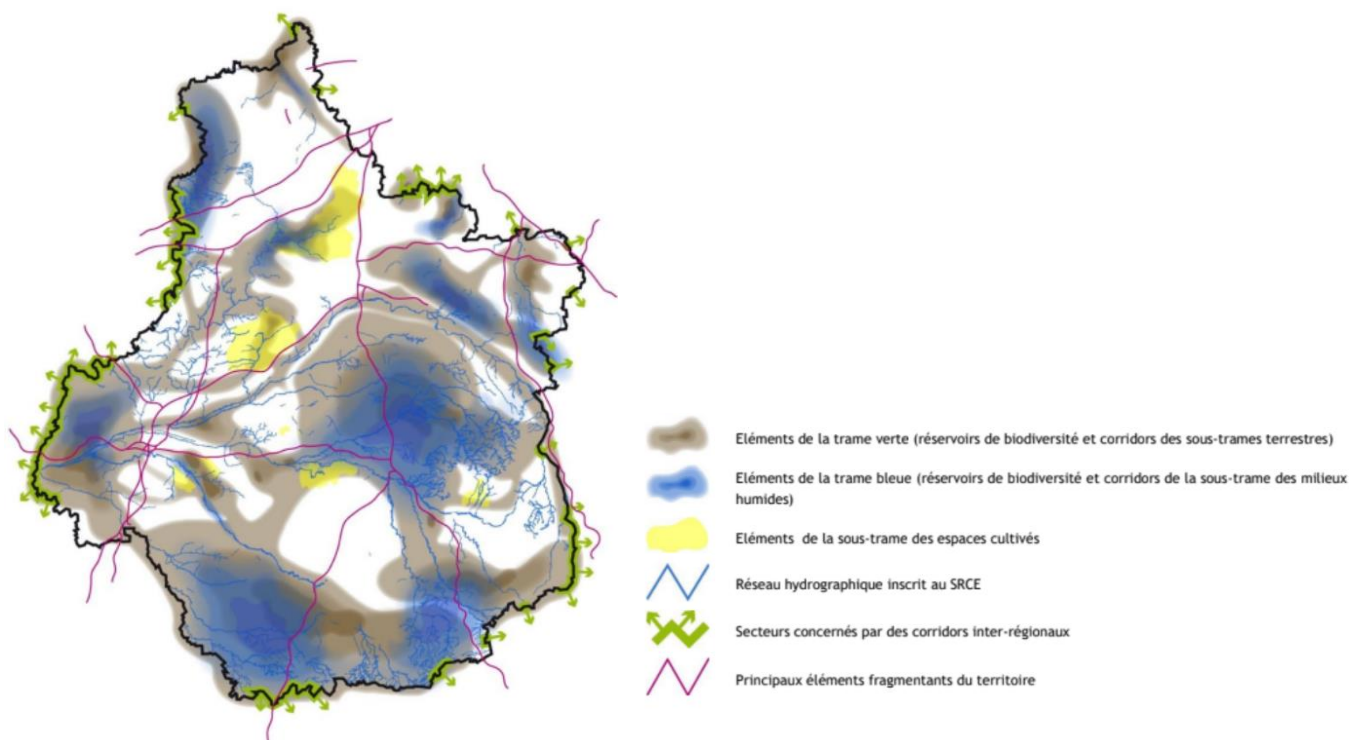 Eléments de la trame verte (réservoirs de biodiversité et corridors des sous-trames terrestres)
Eléments de la trame bleue (réservoirs de biodiversité et corridors de la sous-trame des milieux
humides)
Eléments de la sous-trame des espaces cultivés
Réseau hydrographique inscrit au SRCE
Secteurs concernés par des corridors inter-régionaux
Principaux éléments fragmentants du territoire